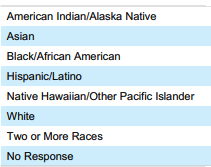 American Indian/Alaska Native
Asian
Black/African American
Hispanic/Latino
Native Hawaiian/Other Pacific Islander
White
Two or More Races
No Response